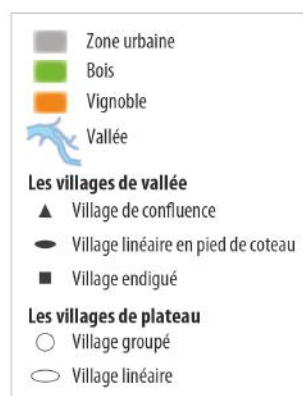 Zone urbaine
Bois
Vignoble
Vallée
Les villages de vallée
Village de confluence
Village linéaire en pied de coteau
Village endigué
Les villages de plateau
Village groupé
Village linéaire